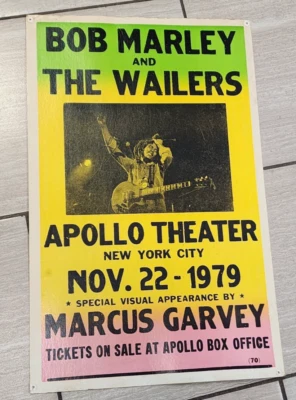 BOB MARLEY
AND
THE WAILERS
APOLLO THEATER
NEW YORK CITY
NOV. 22 - 1979
* SPECIAL VISUAL APPEARANCE BY *
MARCUS GARVEY
TICKETS ON SALE AT APOLLO BOX OFFICE
(70)